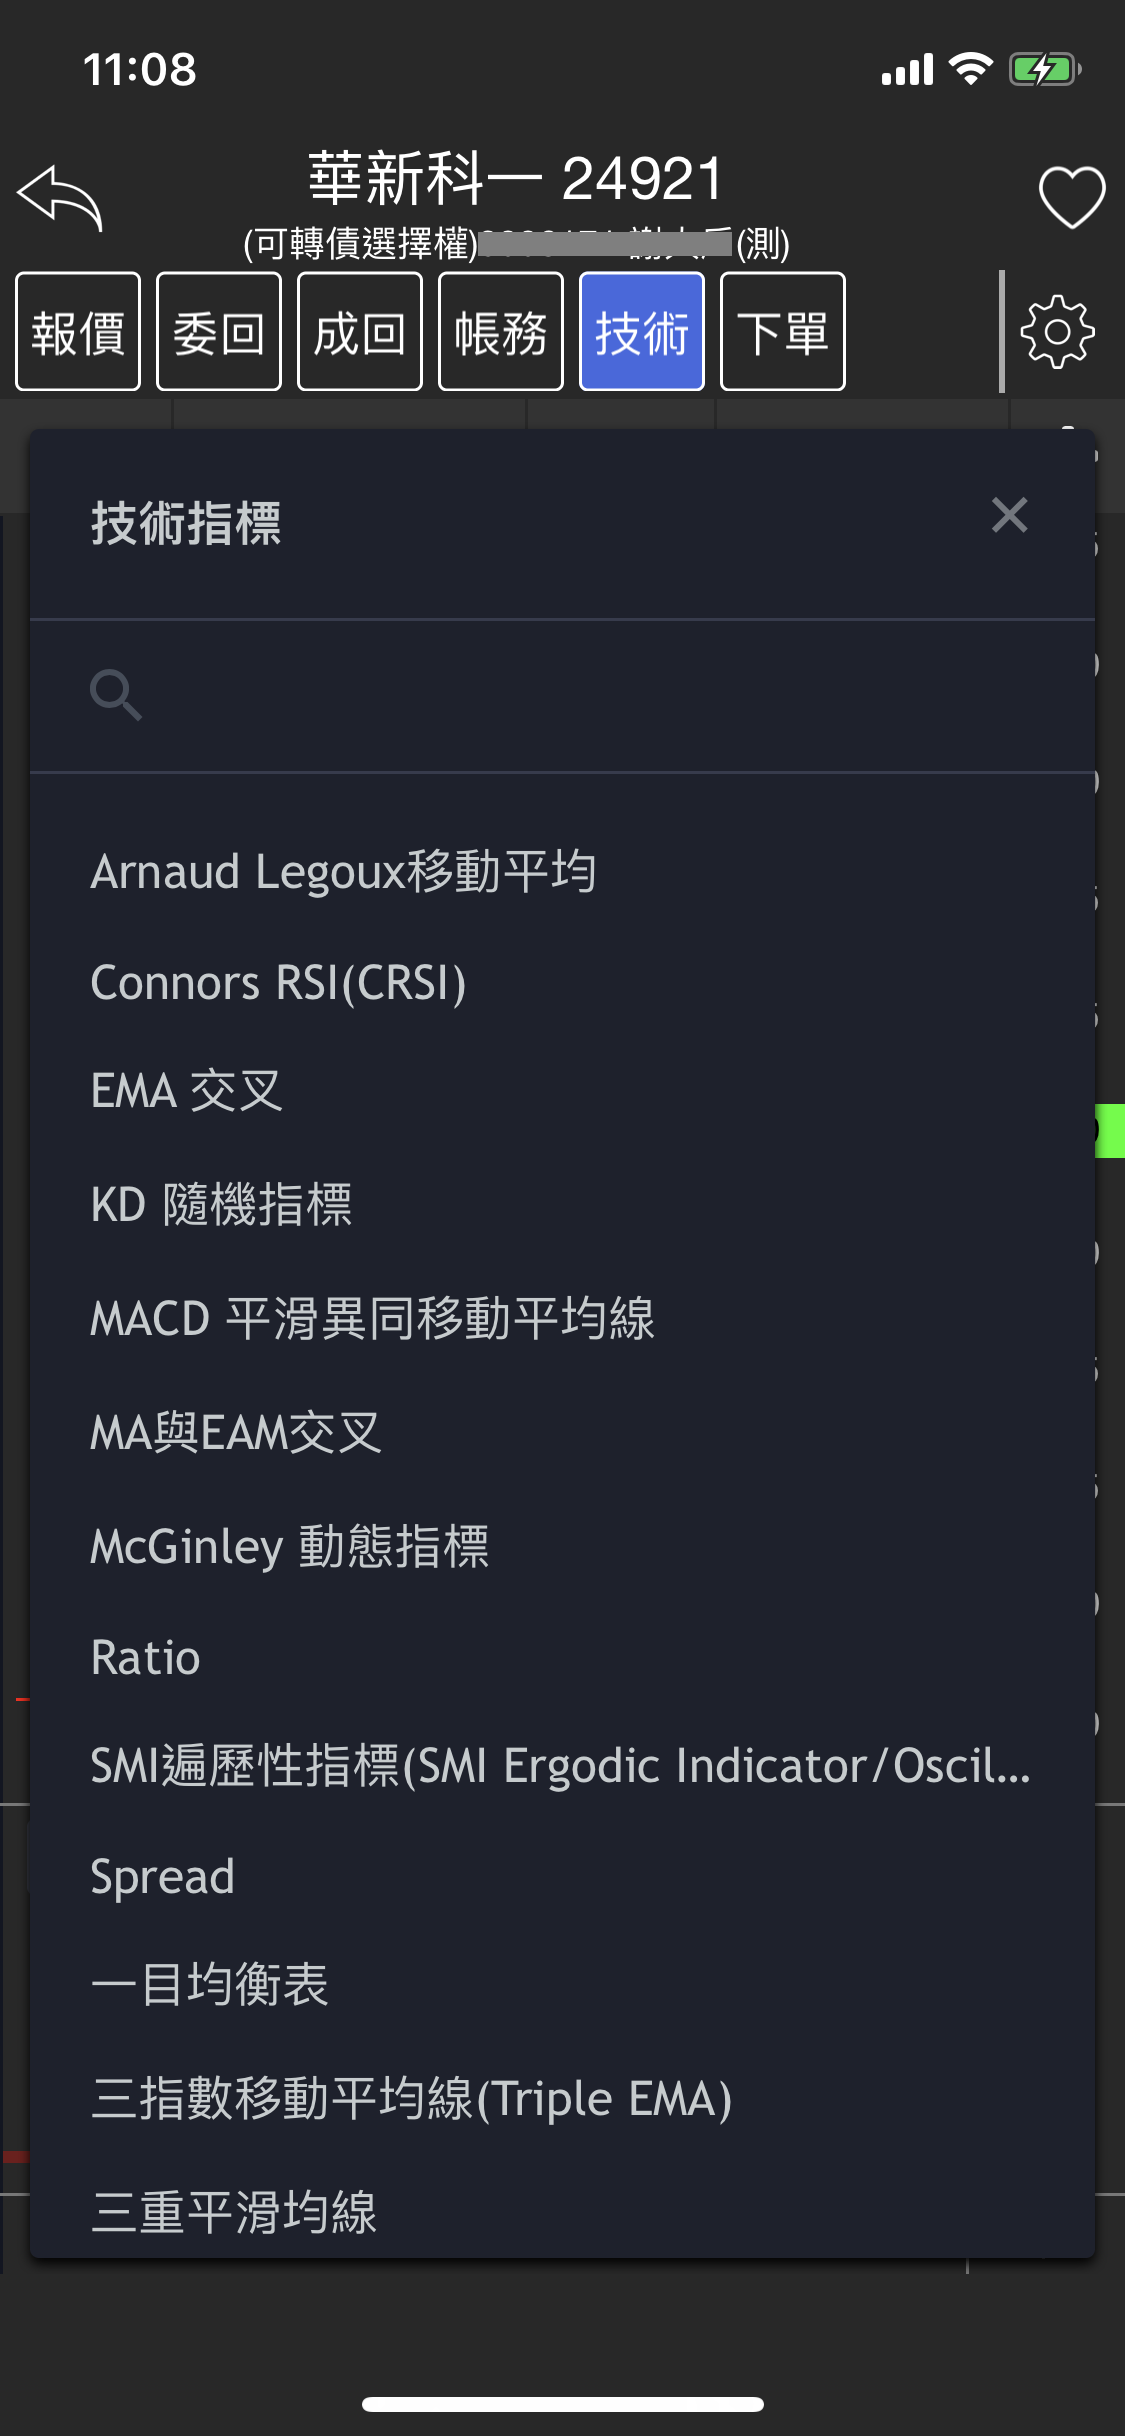 11:08
華新科一 24921
(可轉債選擇權)
(測)
報價 委回 成回 帳務 技術 下單
技術指標
Arnaud Legoux移動平均
Connors RSI(CRSI)
EMA 交叉
KD 隨機指標
MACD 平滑異同移動平均線
MA與EAM交叉
McGinley 動態指標
Ratio
SMI遍歷性指標(SMI Ergodic Indicator/Oscil...
Spread
一目均衡表
三指數移動平均線(Triple EMA)
三重平滑均線